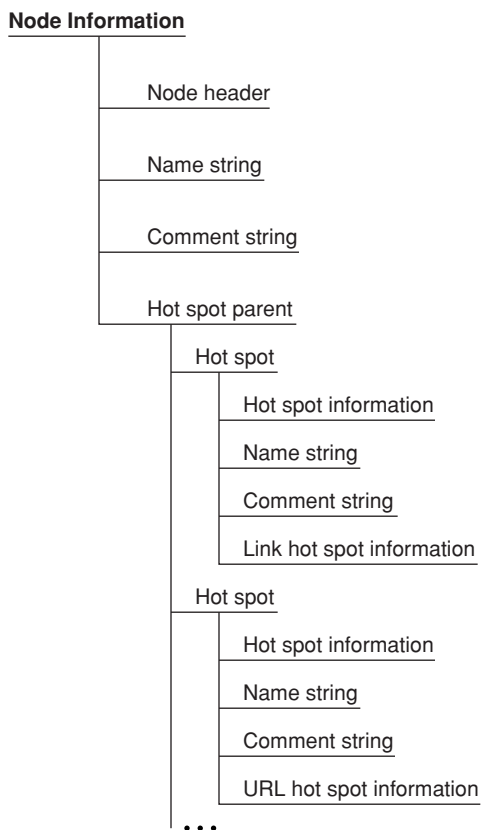 Node Information
Node header
Name string
Comment string
Hot spot parent
Hot spot
Hot spot information
Name string
Comment string
Link hot spot information
Hot spot
Hot spot information
Name string
Comment string
URL hot spot information
...